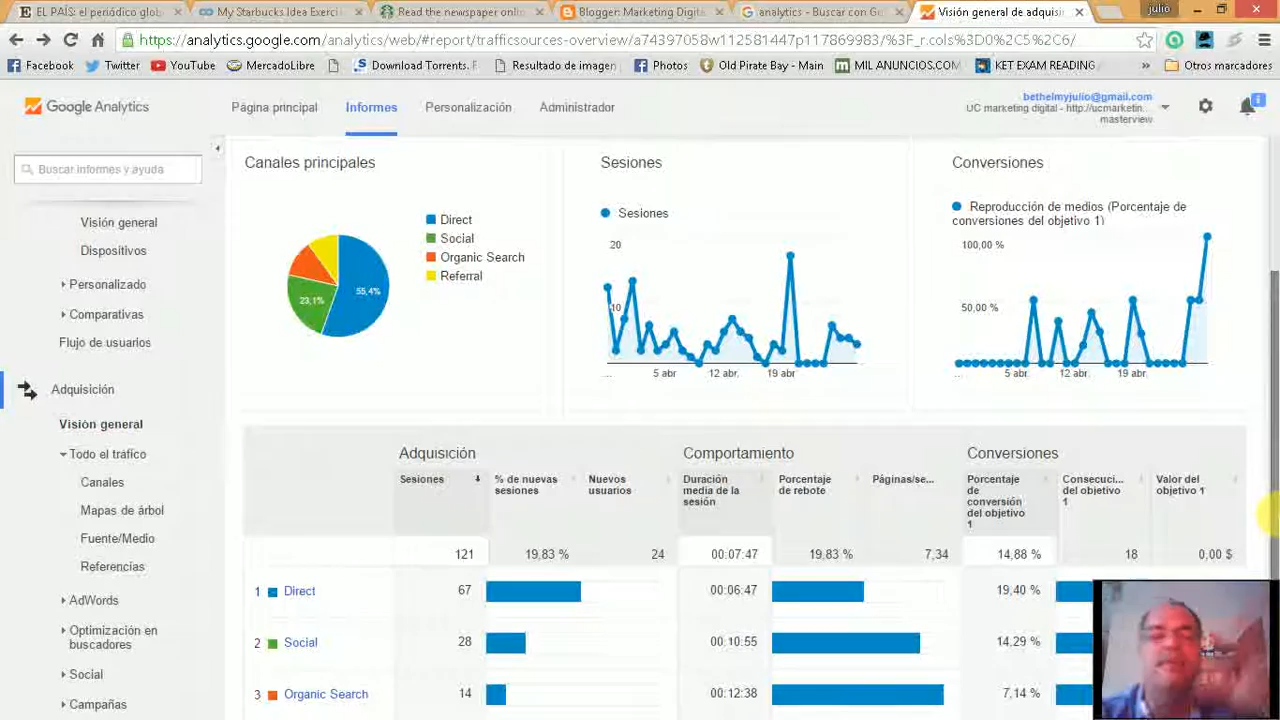 EL PAÍS: el periódico glob
My Starbucks Idea Exerci
Read the newspaper onlin
Blogger: Marketing Digita
analytics - Buscar con Go
Visión general de adquisi
julio
https://analytics.google.com/analytics/web/#report/trafficsources-overview/a74397058w112581447p117869983/%3F_r.cols%3D0%2C5%2C6/
Facebook
Twitter
YouTube
MercadoLibre
Download Torrents. F
Resultado de imagen
Photos
Old Pirate Bay - Main
MIL ANUNCIOS.COM
KET EXAM READING
»
Otros marcadores
Google Analytics
Página principal
Informes
Personalización
Administrador
bethelmyjulio@gmail.com
UC marketing digital - http://ucmarketin...
masterview
Buscar informes y ayuda
Visión general
Dispositivos
Personalizado
Comparativas
Flujo de usuarios
Adquisición
Visión general
Todo el tráfico
Canales
Mapas de árbol
Fuente/Medio
Referencias
AdWords
Optimización en
buscadores
Social
Campañas
Canales principales
55,4%
23,1%
Direct
Social
Organic Search
Referral
Sesiones
Sesiones
20
10
...
5 abr
12 abr.
19 abr.
Conversiones
Reproducción de medios (Porcentaje de
conversiones del objetivo 1)
100,00 %
50,00 %
...
5 abr.
12 abr.
19 abr.
Adquisición
Comportamiento
Conversiones
Sesiones
% de nuevas
sesiones
Nuevos
usuarios
Duración
media de la
sesión
Porcentaje
de rebote
Páginas/se...
Porcentaje
de
conversión
del objetivo
1
Consecuci...
del objetivo
1
Valor del
objetivo 1
121 19,83 % 24 00:07:47 19,83 % 7,34 14,88 % 18 0,00 $
1 Direct 67 00:06:47 19,40 %
2 Social 28 00:10:55 14,29 %
3 Organic Search 14 00:12:38 7,14 %